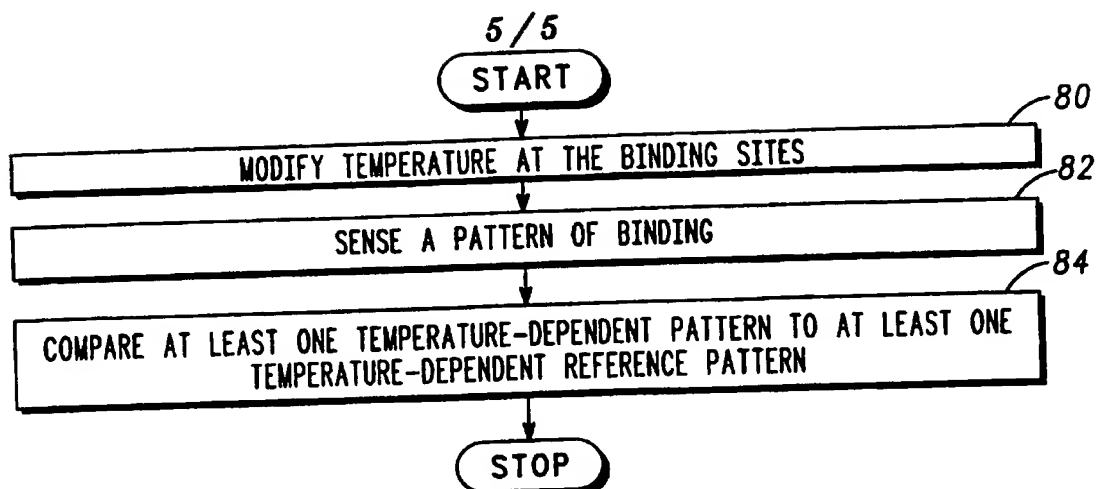 5/5
START
80
MODIFY TEMPERATURE AT THE BINDING SITES
82
SENSE A PATTERN OF BINDING
84
COMPARE AT LEAST ONE TEMPERATURE-DEPENDENT PATTERN TO AT LEAST ONE
TEMPERATURE-DEPENDENT REFERENCE PATTERN
STOP